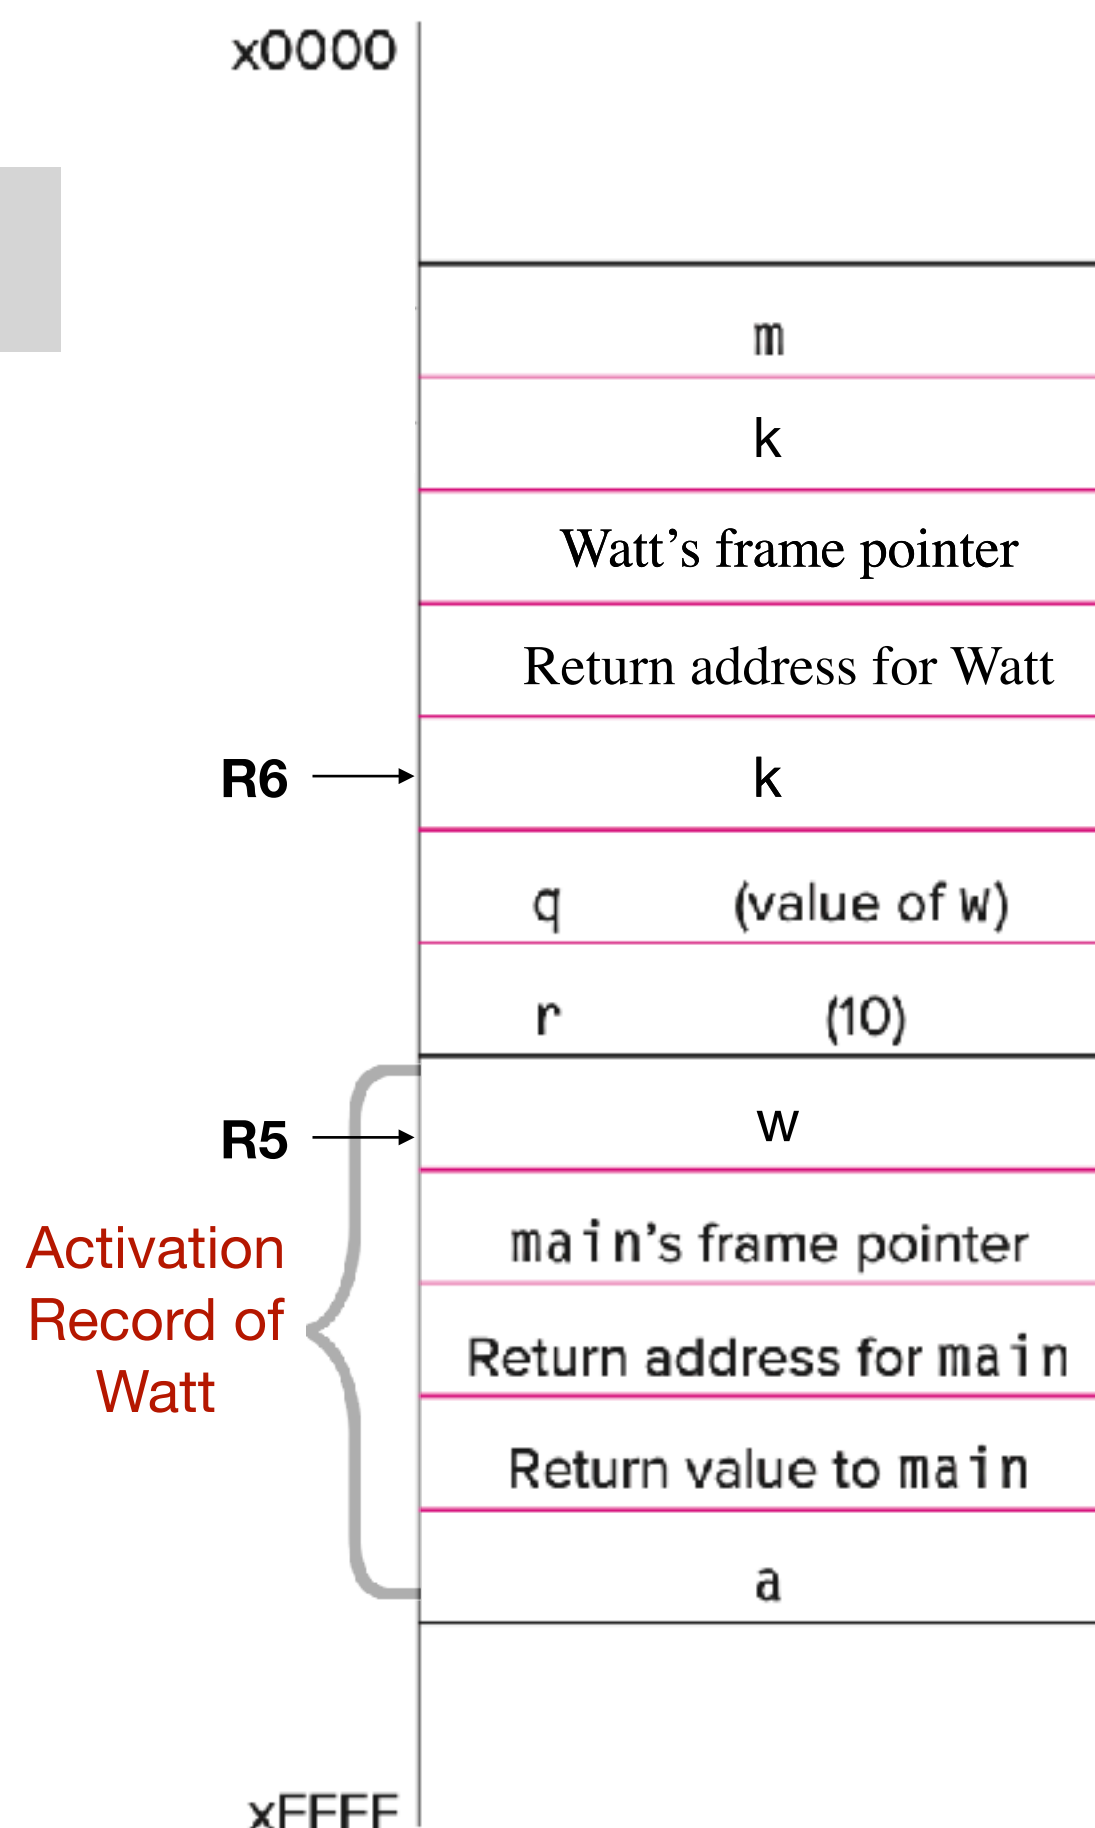 x0000
m
k
Watt's frame pointer
Return address for Watt
R6
k
q (value of w)
r (10)
R5
w
main's frame pointer
Activation
Record of
Watt
Return address for main
Return value to main
a
xFFFF